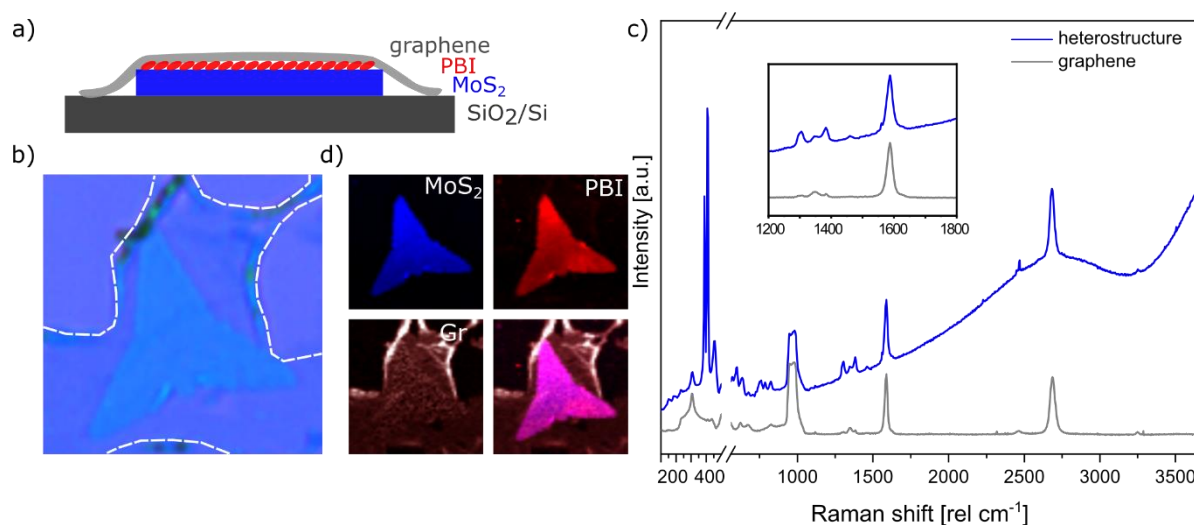 a)
graphene
PBI
MoS₂
SiO₂/Si
b)
d)
MoS₂
PBI
Gr
c)
heterostructure
graphene
1200 1400 1600 1800
Intensity [a.u.]
200 400 1000 1500 2000 2500 3000 3500
Raman shift [rel cm⁻¹]